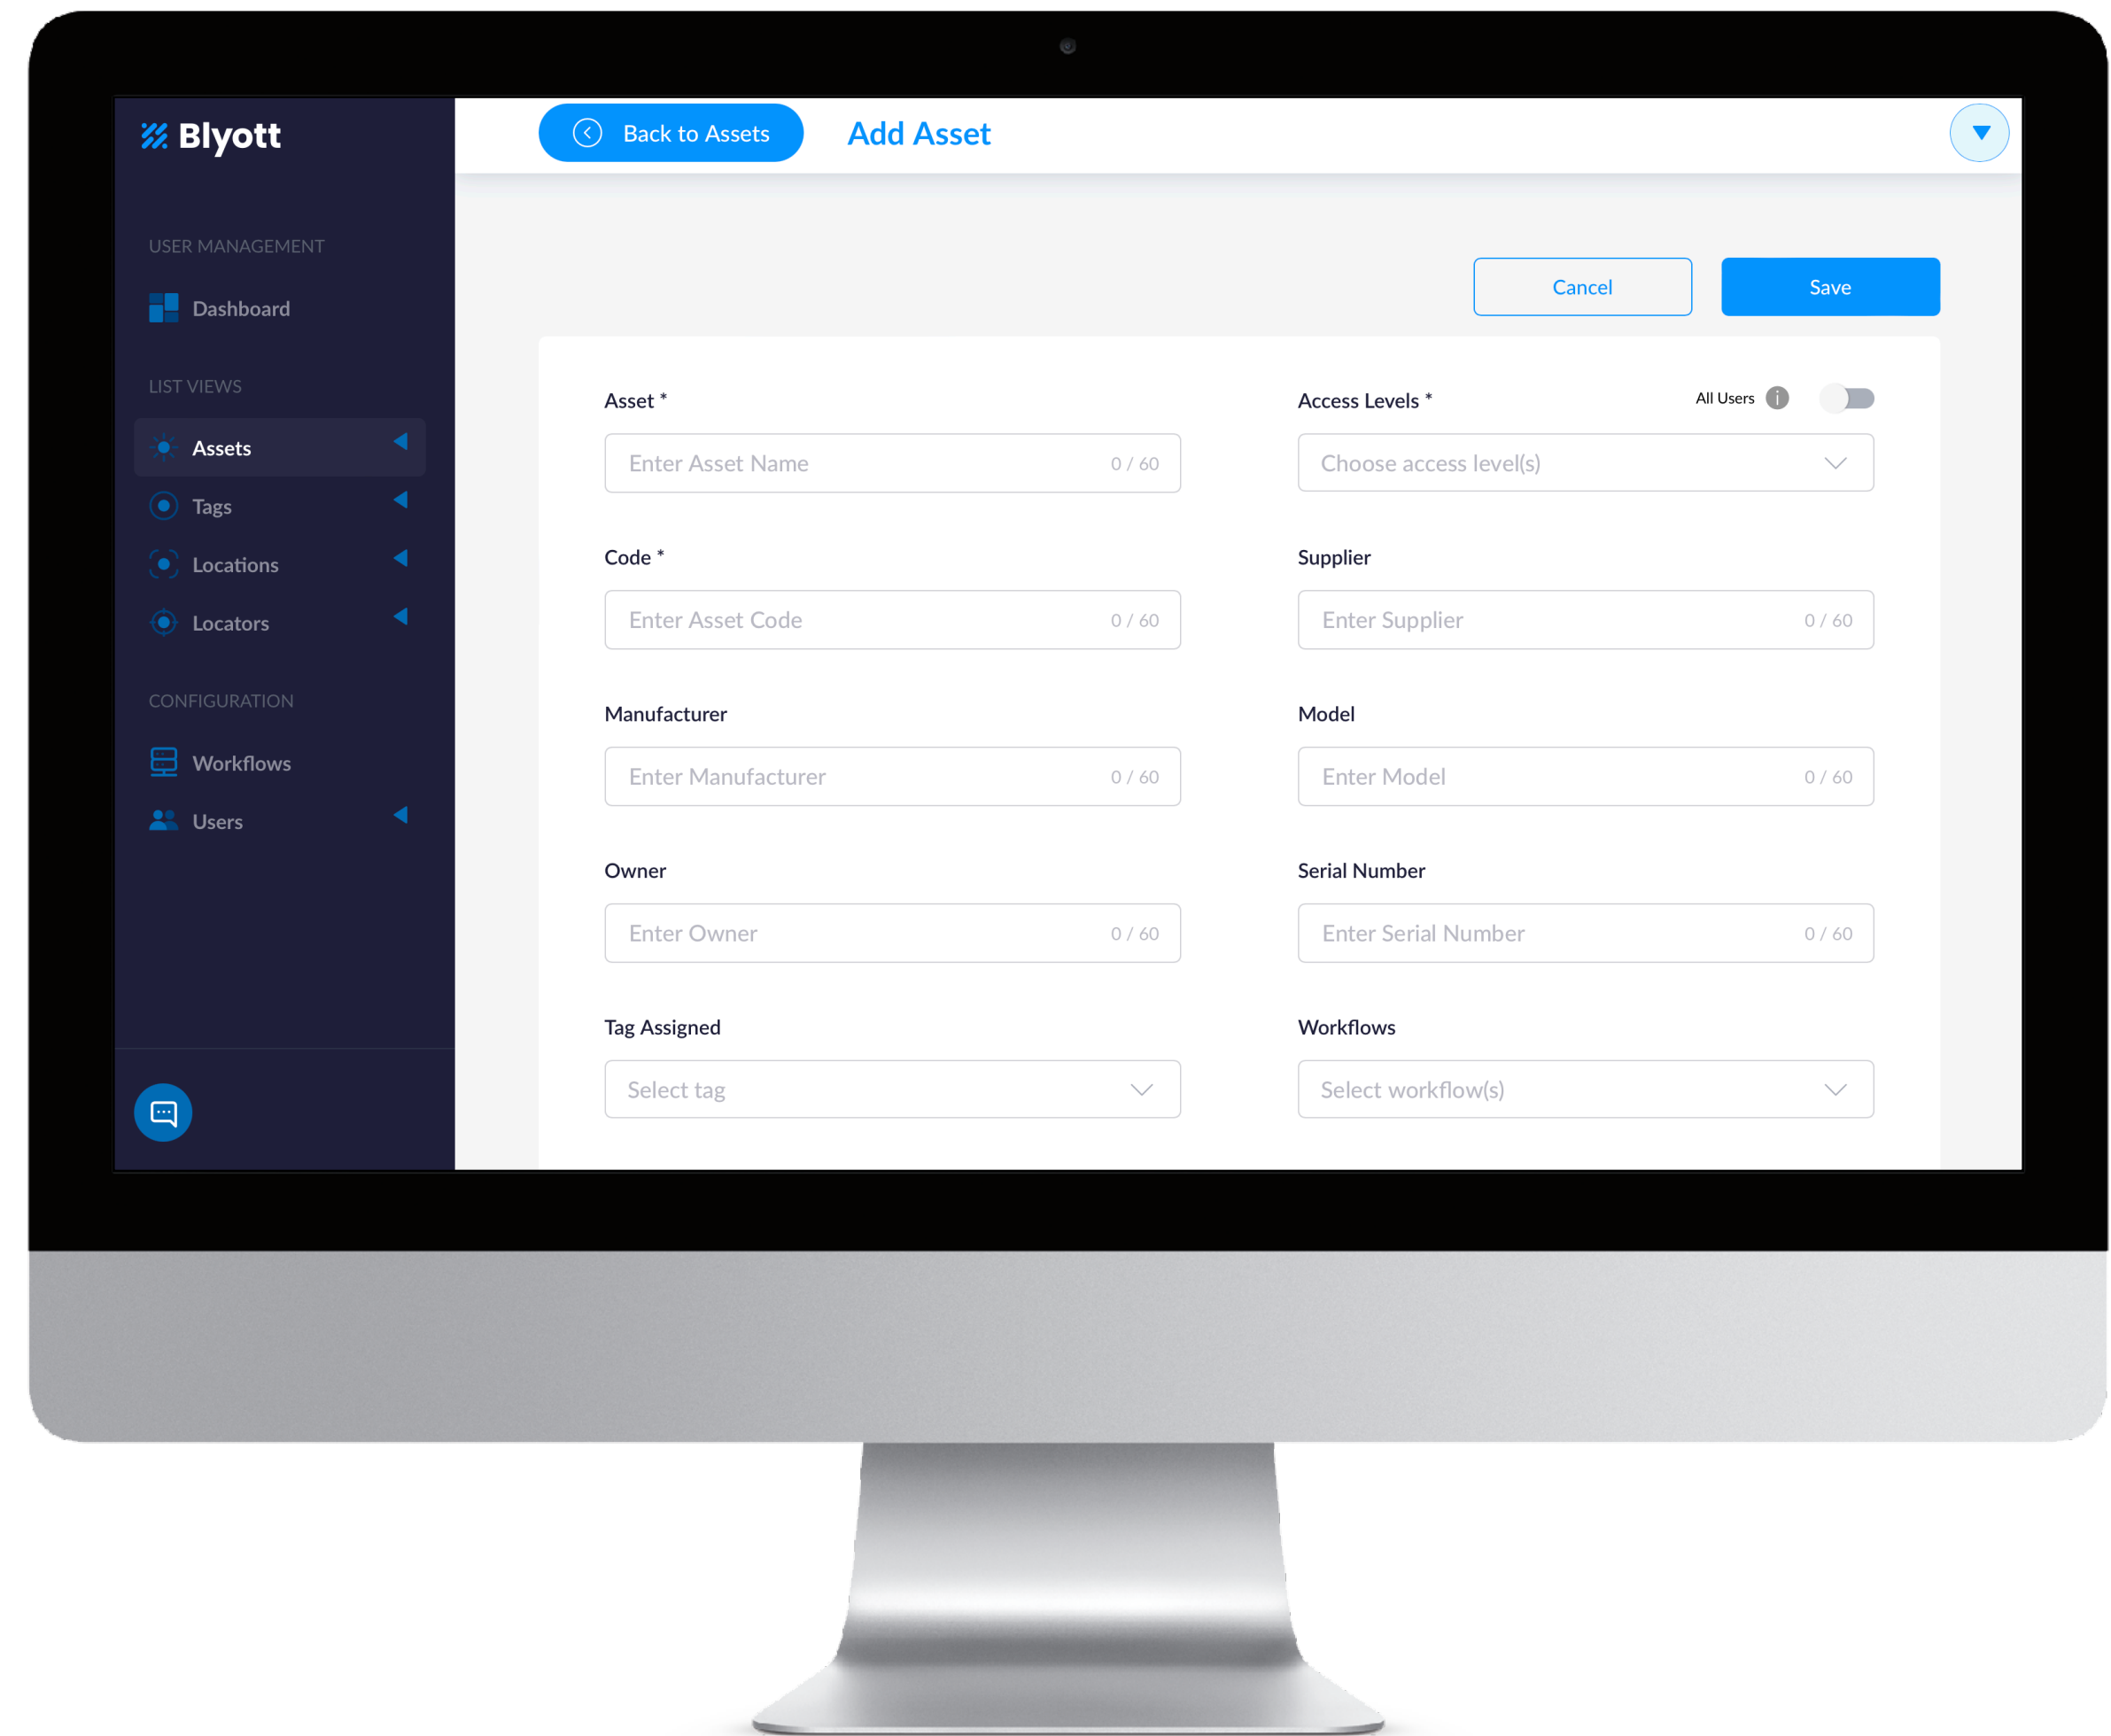 Blyott
Back to Assets
Add Asset
USER MANAGEMENT
Dashboard
LIST VIEWS
Assets
Tags
Locations
Locators
CONFIGURATION
Workflows
Users
Cancel
Save
Asset *
Enter Asset Name 0 / 60
Access Levels * All Users i
Choose access level(s)
Code *
Enter Asset Code 0 / 60
Supplier
Enter Supplier 0 / 60
Manufacturer
Enter Manufacturer 0 / 60
Model
Enter Model 0 / 60
Owner
Enter Owner 0 / 60
Serial Number
Enter Serial Number 0 / 60
Tag Assigned
Select tag
Workflows
Select workflow(s)